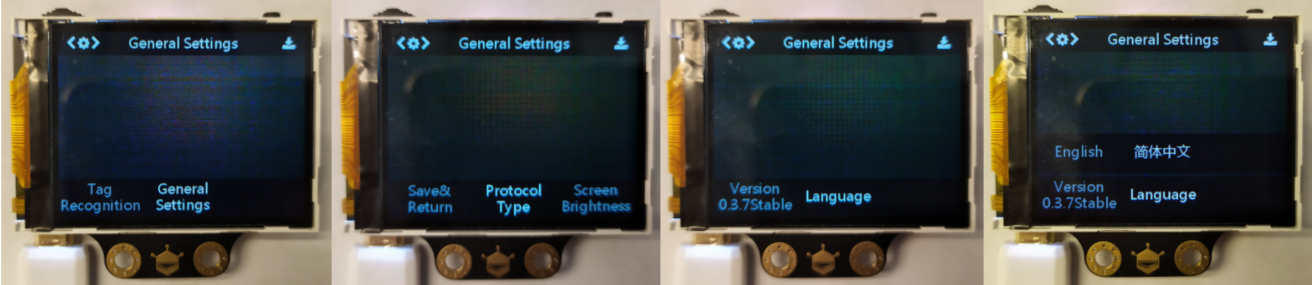 General Settings
Tag Recognition
General Settings
General Settings
Save& Return
Protocol Type
Screen Brightness
General Settings
Version 0.3.7Stable
Language
General Settings
English
简体中文
Version 0.3.7Stable
Language